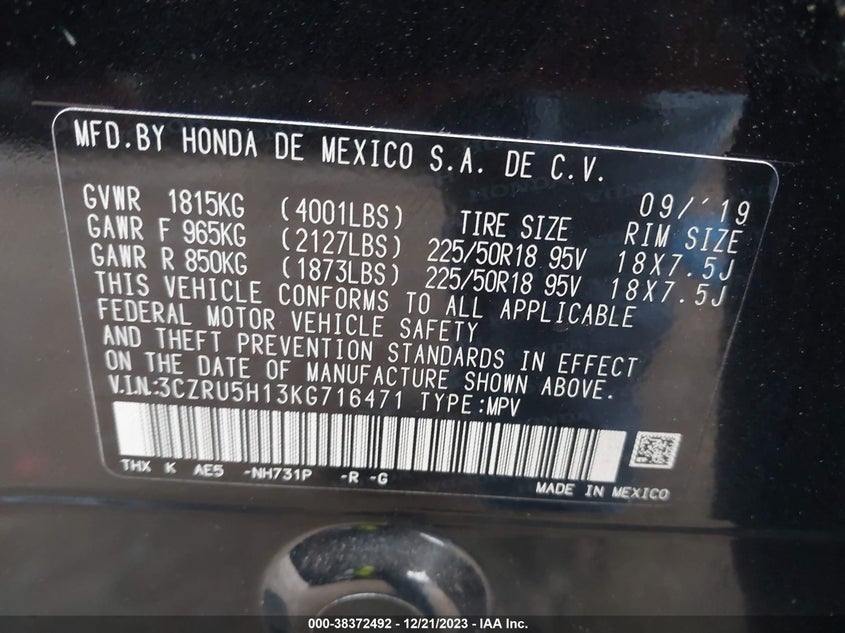 MFD.BY HONDA DE MEXICO S.A. DE C.V.
GVWR 1815KG (4001LBS) TIRE SIZE 09/'19
GAWR F 965KG (2127LBS) 225/50R18 95V RIM SIZE
GAWR R 850KG (1873LBS) 225/50R18 95V 18X7.5J
18X7.5J
THIS VEHICLE CONFORMS TO ALL APPLICABLE
FEDERAL MOTOR VEHICLE SAFETY
AND THEFT PREVENTION STANDARDS IN EFFECT
ON THE DATE OF MANUFACTURE SHOWN ABOVE.
V.I.N.:3CZRU5H13KG716471 TYPE:MPV
THX K AE5 -NH731P -R -G
MADE IN MEXICO
000-38372492 - 12/21/2023 - IAA Inc.